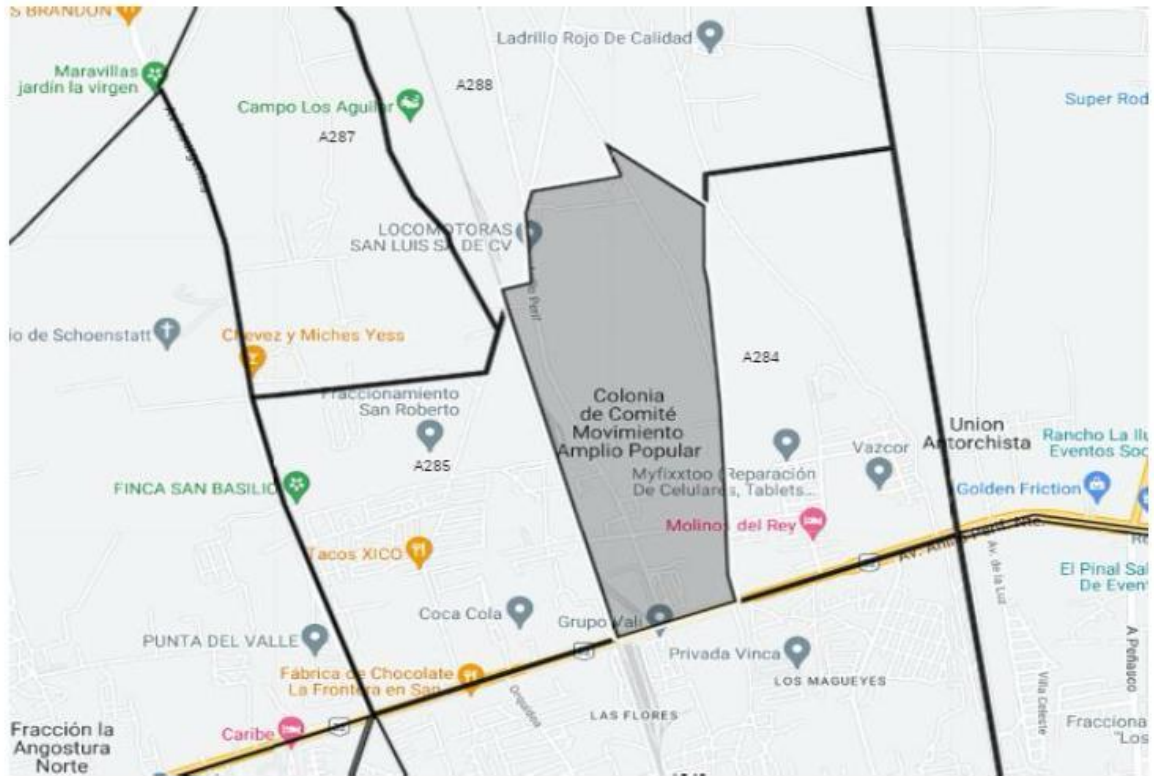 S BRANDON
Ladrillo Rojo De Calidad
Maravillas
jardín la virgen
A288
Campo Los Aguilar
Super Rod
A287
LOCOMOTORAS
SAN LUIS SA DE CV
io de Schoenstatt
Chevez y Miches Yess
A284
Fraccionamiento
San Roberto
Colonia
de Comité
Movimiento
Amplio Popular
Union
Antorchista
Vazcor
Rancho La Ilu
Eventos Soc
A285
Myfixxtoo Reparación
De Celulares, Tablets...
FINCA SAN BASILIO
Golden Friction
Molinos del Rey
Tacos XICO
Av. de la Luz
El Pinal Sal
De Even
Coca Cola
Grupo Vali
PUNTA DEL VALLE
Privada Vinca
A Peñasco
Fábrica de Chocolate
La Frontera en San
LOS MAGUEYES
Villa Celeste
LAS FLORES
Fracciona
"Los
Fracción la
Angostura
Norte
Caribe